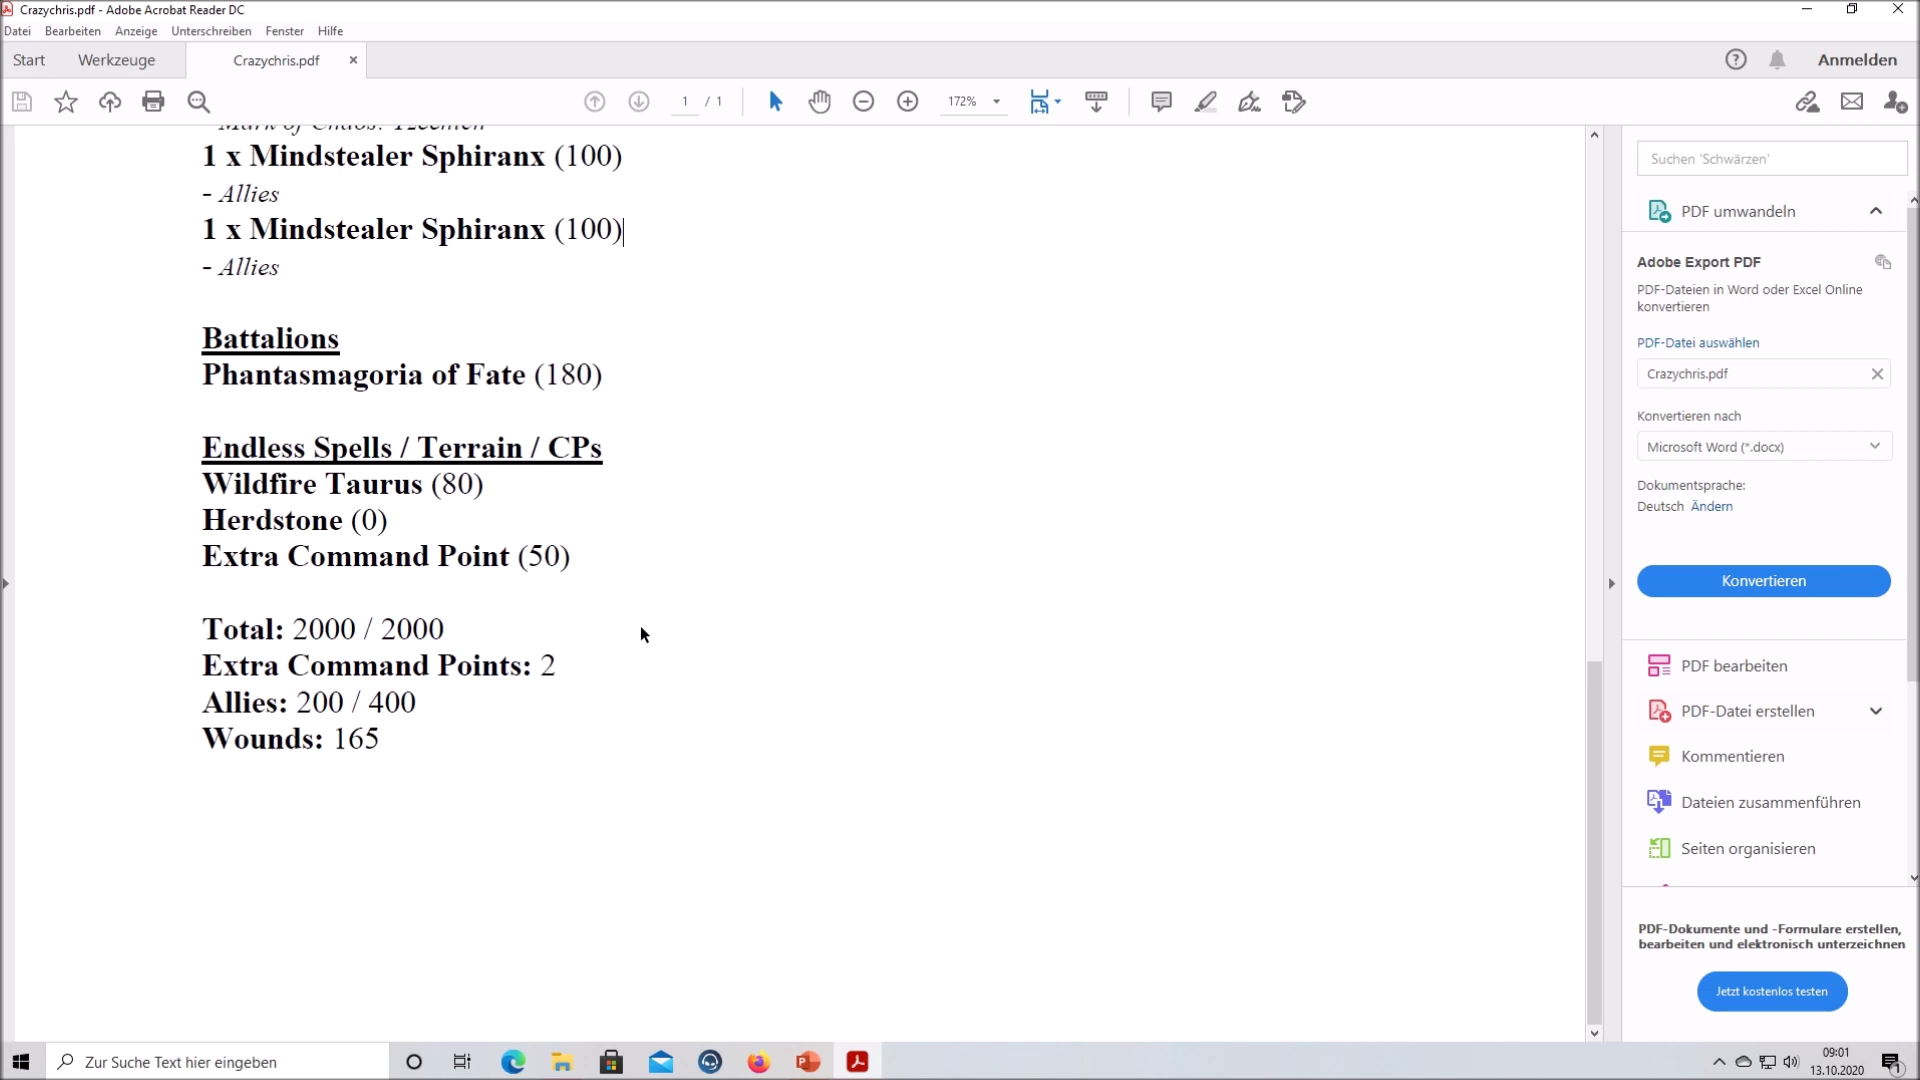 Crazychris.pdf - Adobe Acrobat Reader DC
Datei Bearbeiten Anzeige Unterschreiben Fenster Hilfe
Start Werkzeuge Crazychris.pdf Anmelden
1 / 1 172%
- Mark of Chaos: Tzeentch
1 x Mindstealer Sphiranx (100)
- Allies
1 x Mindstealer Sphiranx (100)
- Allies
Battalions
Phantasmagoria of Fate (180)
Endless Spells / Terrain / CPs
Wildfire Taurus (80)
Herdstone (0)
Extra Command Point (50)
Total: 2000 / 2000
Extra Command Points: 2
Allies: 200 / 400
Wounds: 165
Suchen 'Schwärzen'
PDF umwandeln
Adobe Export PDF
PDF-Dateien in Word oder Excel Online
konvertieren
PDF-Datei auswählen
Crazychris.pdf
Konvertieren nach
Microsoft Word (*.docx)
Dokumentsprache:
Deutsch Ändern
Konvertieren
PDF bearbeiten
PDF-Datei erstellen
Kommentieren
Dateien zusammenführen
Seiten organisieren
PDF-Dokumente und -Formulare erstellen,
bearbeiten und elektronisch unterzeichnen
Jetzt kostenlos testen
Zur Suche Text hier eingeben
09:01
13.10.2020
1